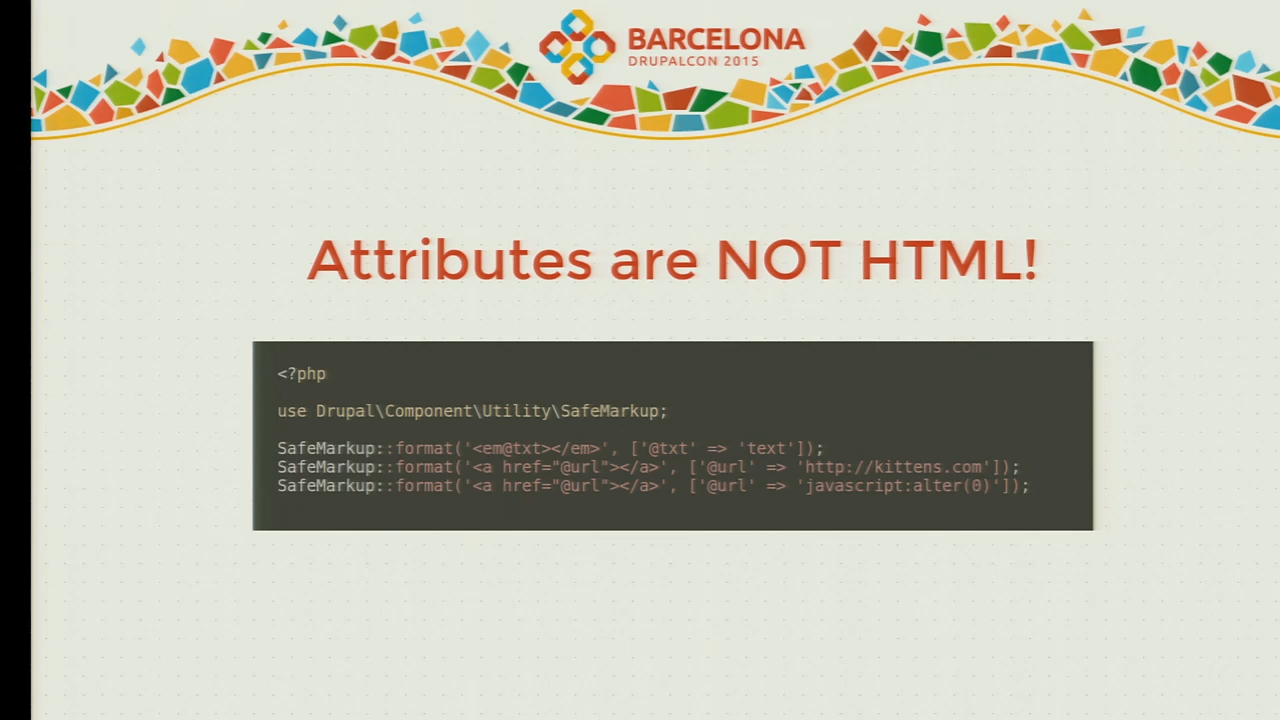 BARCELONA
DRUPALCON 2015
Attributes are NOT HTML!
<?php
use Drupal\Component\Utility\SafeMarkup;
SafeMarkup::format('<em@txt></em>', ['@txt' => 'text']);
SafeMarkup::format('<a href="@url"></a>', ['@url' => 'http://kittens.com']);
SafeMarkup::format('<a href="@url"></a>', ['@url' => 'javascript:alter(0)']);